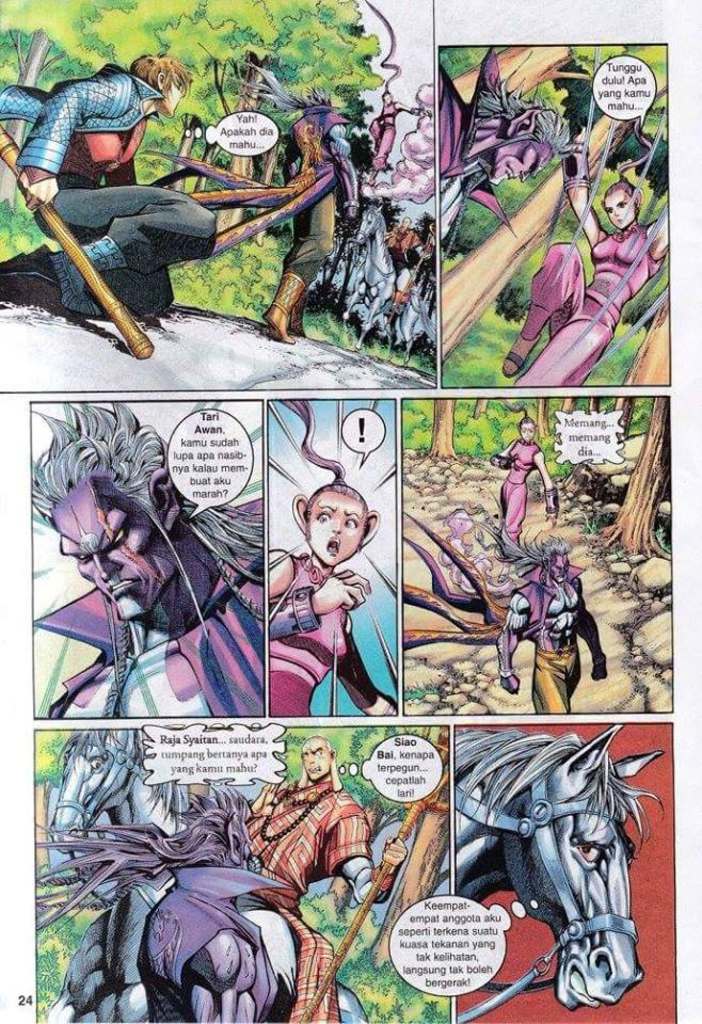 Yah!
Apakah dia
mahu...
Tunggu
dulu! Apa
yang kamu
mahu...
Tari
Awan,
kamu sudah
lupa apa nasib-
nya kalau mem-
buat aku
marah?
!
Memang...
memang
dia...
Raja Syaitan... saudara,
tumpang bertanya apa
yang kamu mahu?
Siao
Bai, kenapa
terpegun...
cepatlah
lari!
Keempat-
empat anggota aku
seperti terkena suatu
kuasa tekanan yang
tak kelihatan,
langsung tak boleh
bergerak!
24